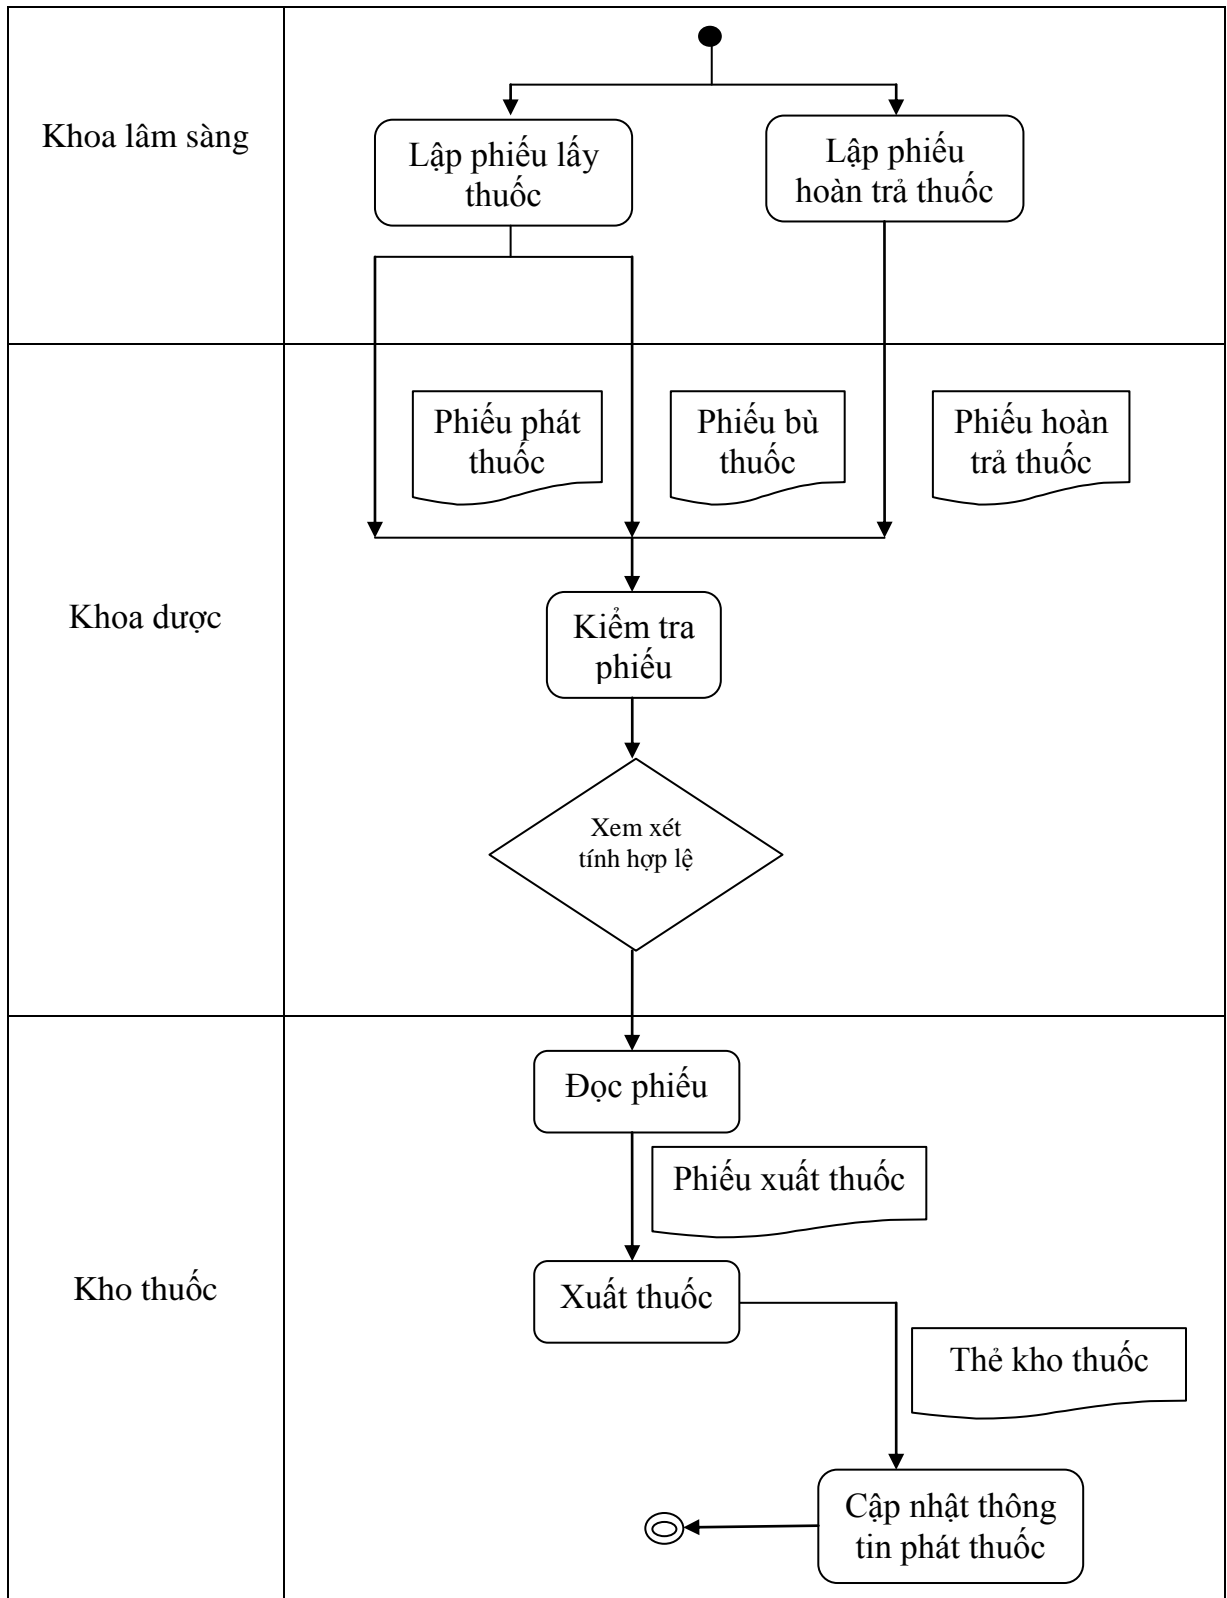 Khoa lâm sàng
Lập phiếu lấy
thuốc
Lập phiếu
hoàn trả thuốc
Khoa dược
Phiếu phát
thuốc
Phiếu bù
thuốc
Phiếu hoàn
trả thuốc
Kiểm tra
phiếu
Xem xét
tính hợp lệ
Kho thuốc
Đọc phiếu
Phiếu xuất thuốc
Xuất thuốc
Thẻ kho thuốc
Cập nhật thông
tin phát thuốc